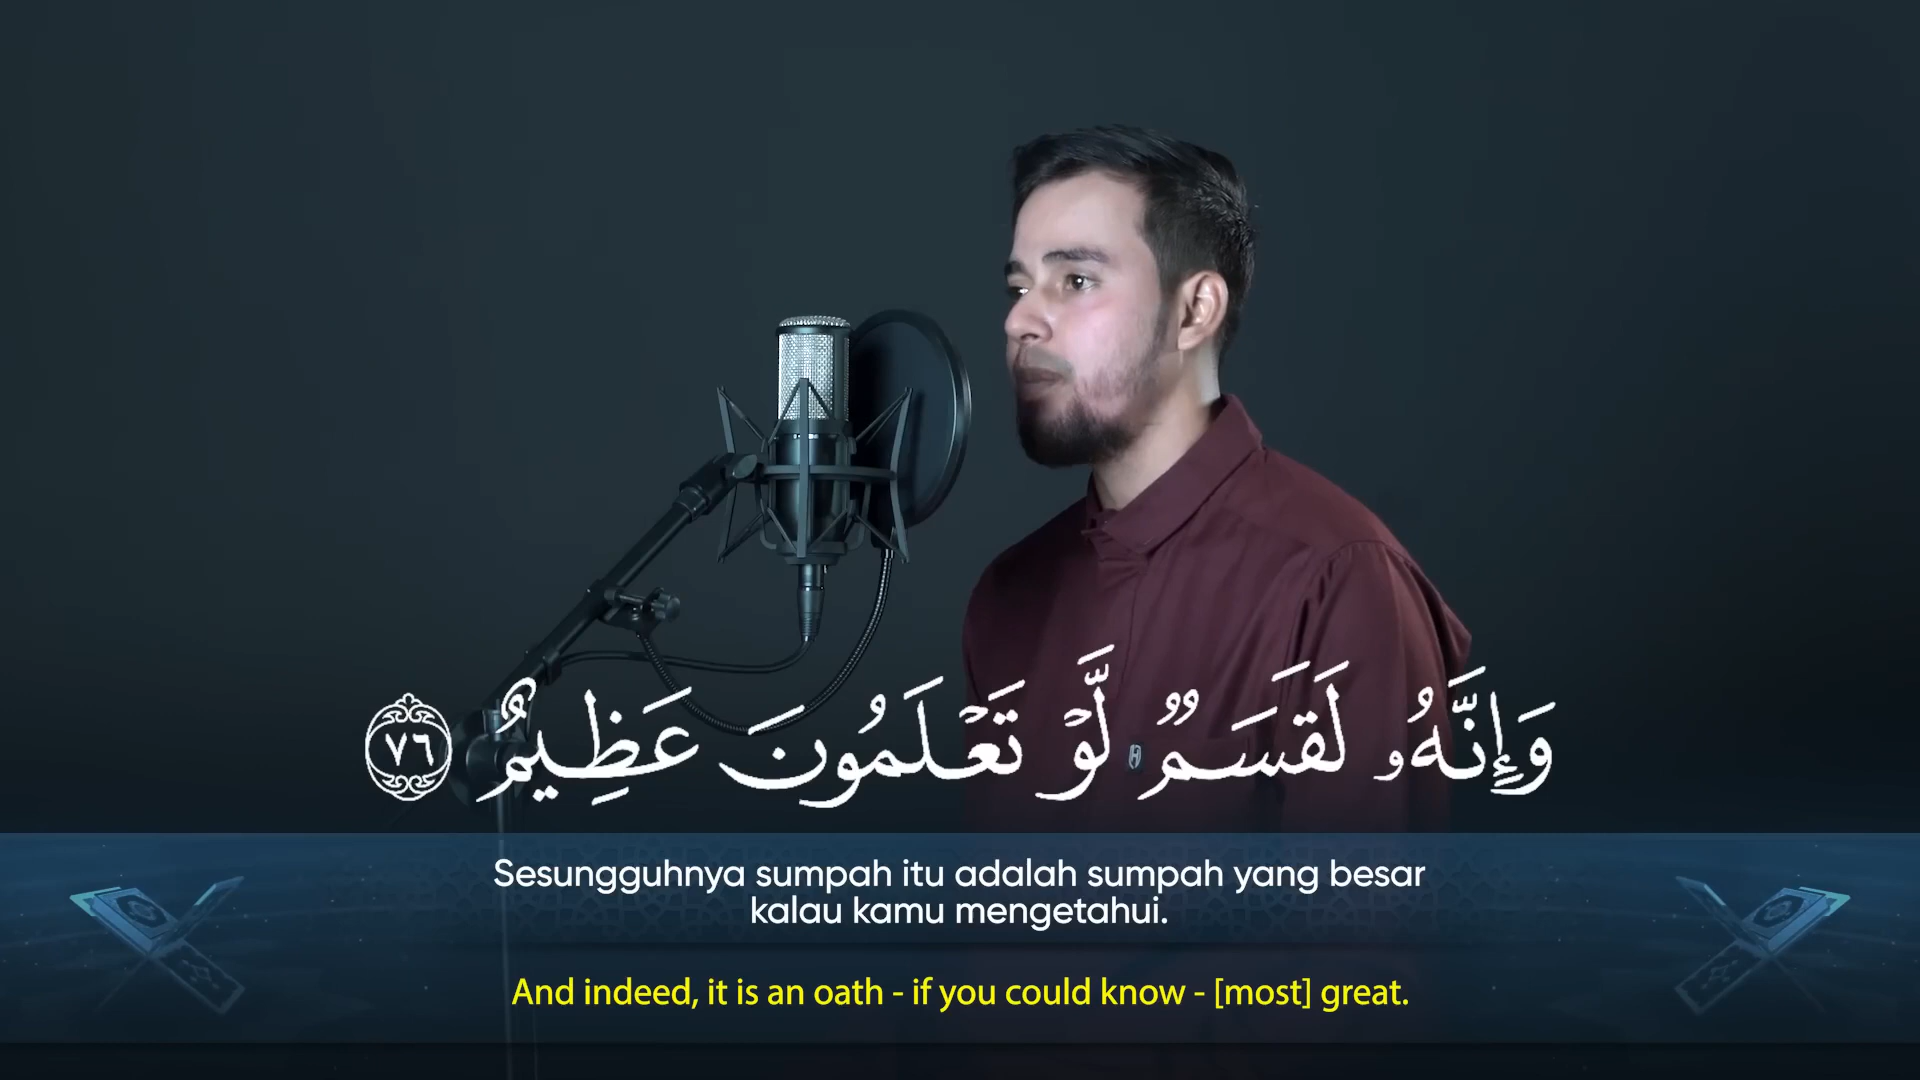 وَإِنَّهُۥ لَقَسَمٌۭ لَّوْ تَعْلَمُونَ عَظِيمٌ ٧٦
Sesungguhnya sumpah itu adalah sumpah yang besar
kalau kamu mengetahui.
And indeed, it is an oath - if you could know - [most] great.